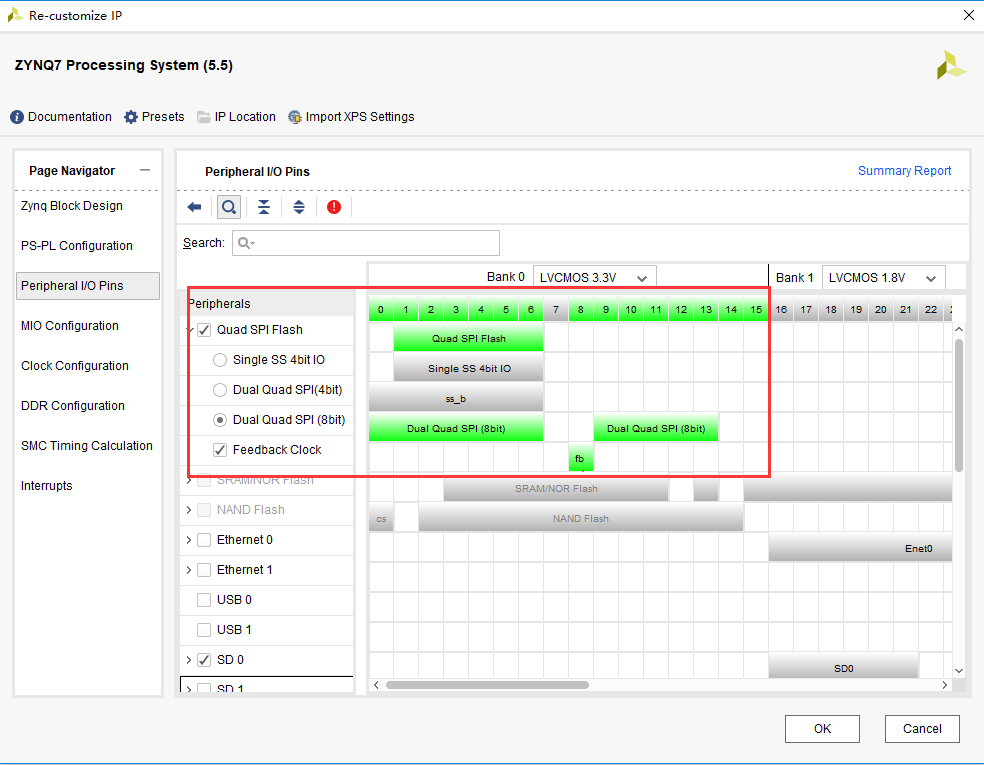 Re-customize IP
ZYNQ7 Processing System (5.5)
Documentation Presets IP Location Import XPS Settings
Page Navigator
Zynq Block Design
PS-PL Configuration
Peripheral I/O Pins
MIO Configuration
Clock Configuration
DDR Configuration
SMC Timing Calculation
Interrupts
Peripheral I/O Pins Summary Report
Search:
Bank 0 LVCMOS 3.3V Bank 1 LVCMOS 1.8V
Peripherals 0 1 2 3 4 5 6 7 8 9 10 11 12 13 14 15 16 17 18 19 20 21 22
Quad SPI Flash Quad SPI Flash
Single SS 4bit IO Single SS 4bit IO
Dual Quad SPI(4bit) ss_b
Dual Quad SPI (8bit) Dual Quad SPI (8bit) Dual Quad SPI (8bit)
Feedback Clock fb
SRAM/NOR Flash SRAM/NOR Flash
NAND Flash cs NAND Flash
Ethernet 0 Enet0
Ethernet 1
USB 0
USB 1
SD 0 SD0
SD 1
OK Cancel